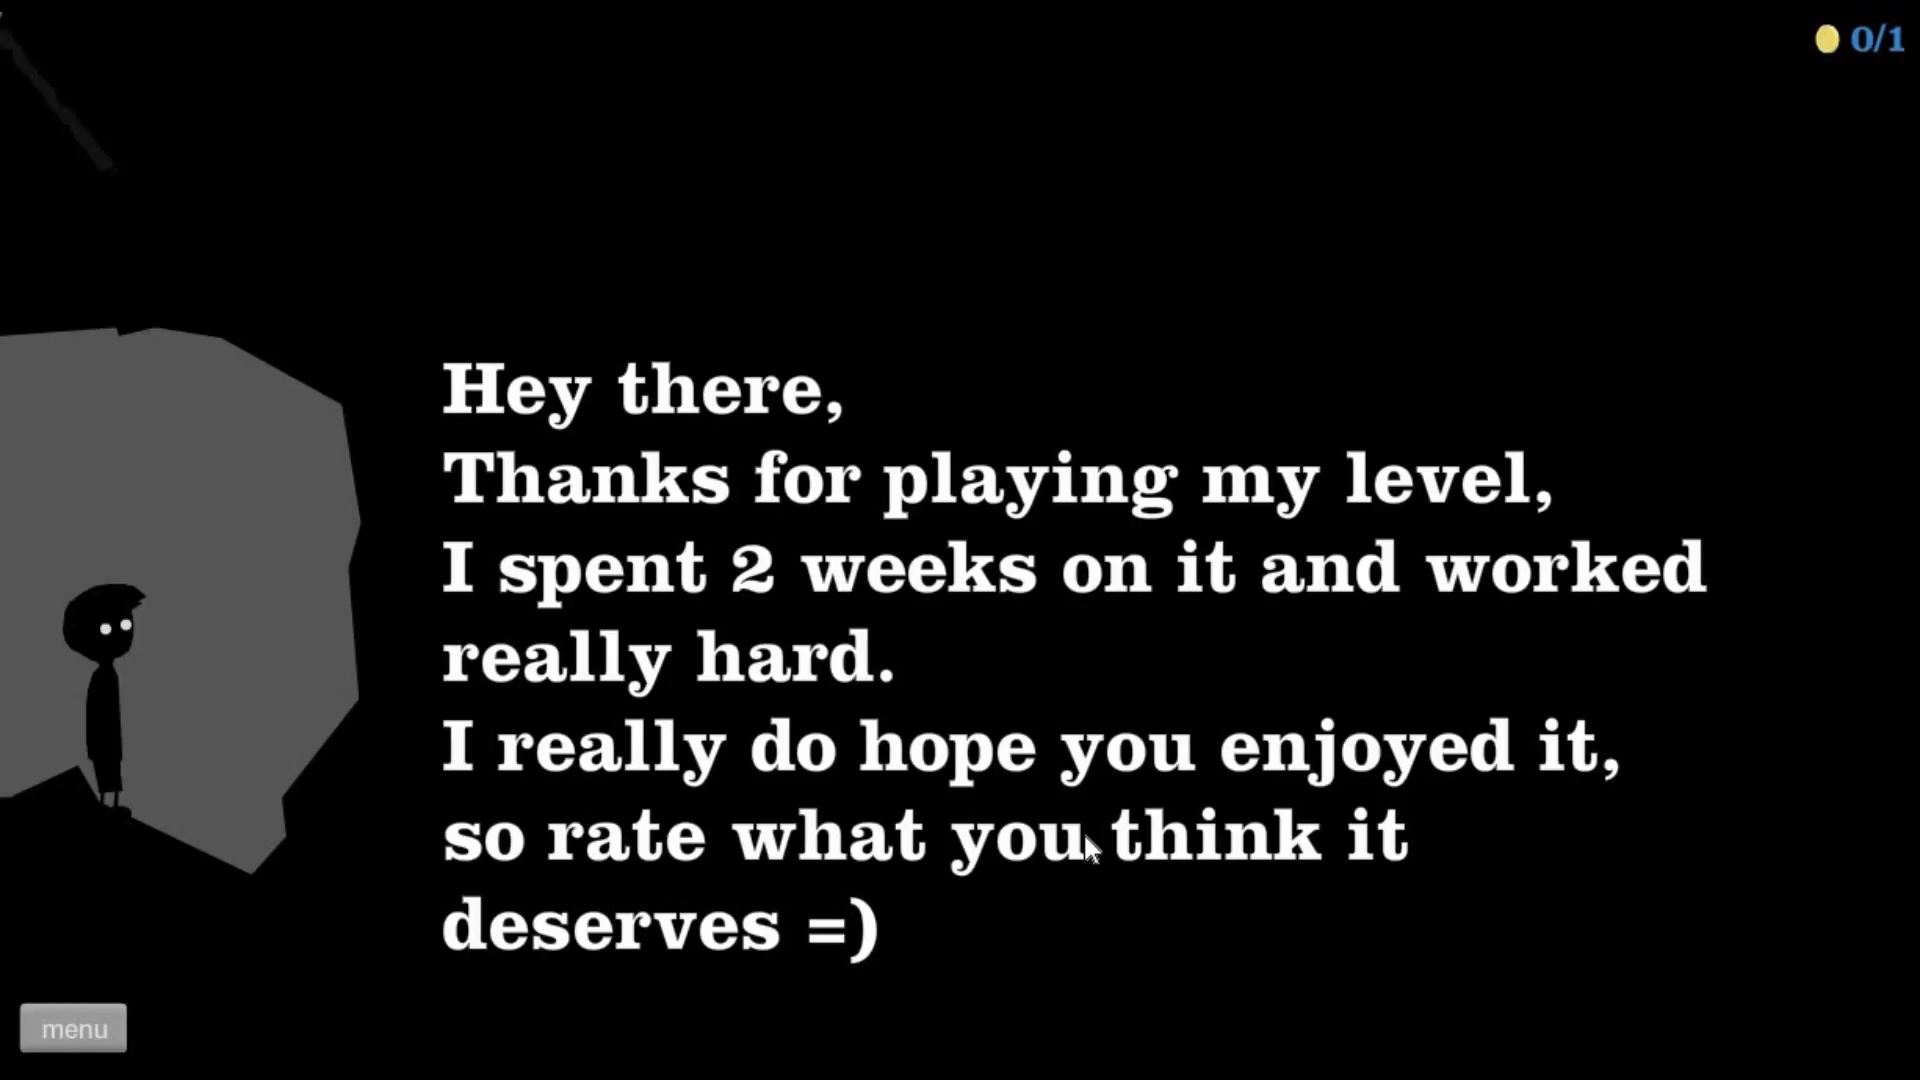 0/1
Hey there,
Thanks for playing my level,
I spent 2 weeks on it and worked
really hard.
I really do hope you enjoyed it,
so rate what you think it
deserves =)
menu